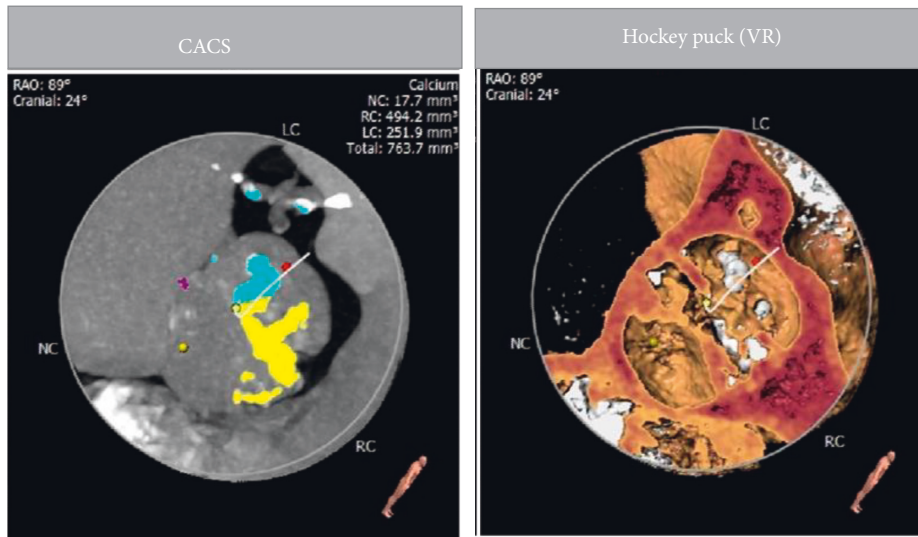 CACS
RAO: 89°
Cranial: 24°
Calcium
NC: 17.7 mm³
RC: 494.2 mm³
LC: 251.9 mm³
Total: 763.7 mm³
LC
NC
RC
Hockey puck (VR)
RAO: 89°
Cranial: 24°
LC
NC
RC